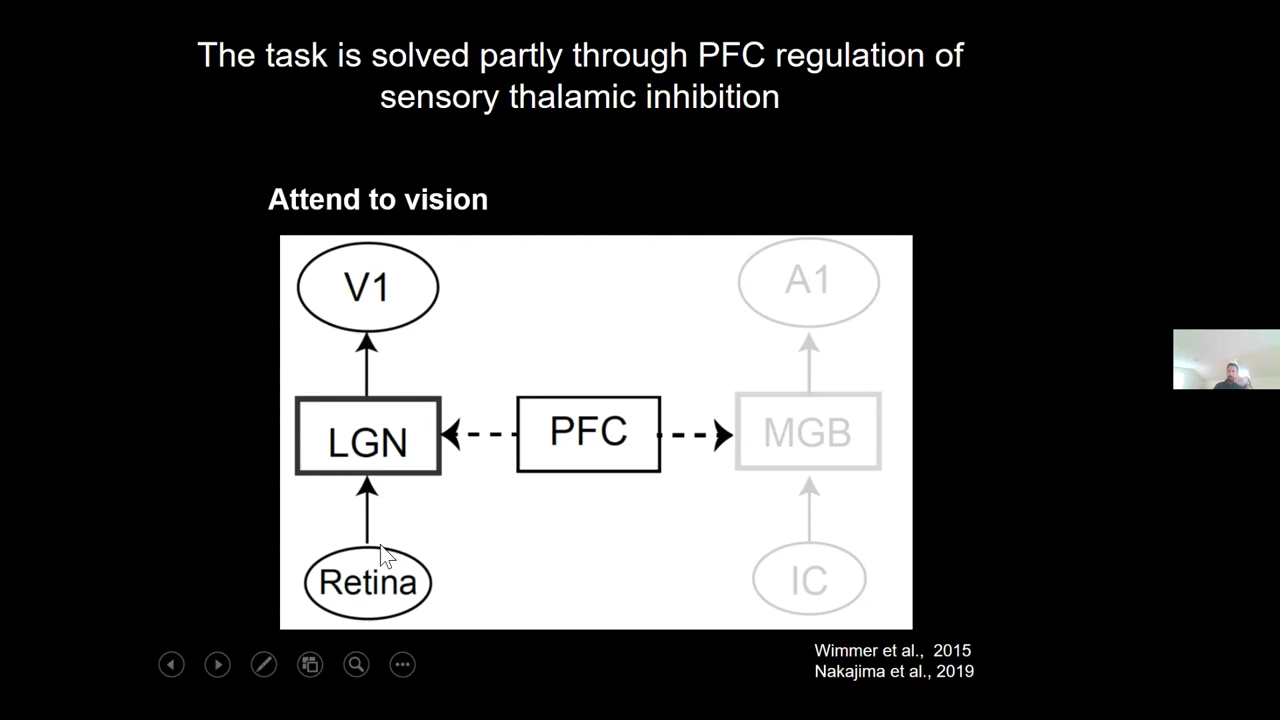 The task is solved partly through PFC regulation of
sensory thalamic inhibition
Attend to vision
V1
A1
LGN
PFC
MGB
Retina
IC
Wimmer et al., 2015
Nakajima et al., 2019